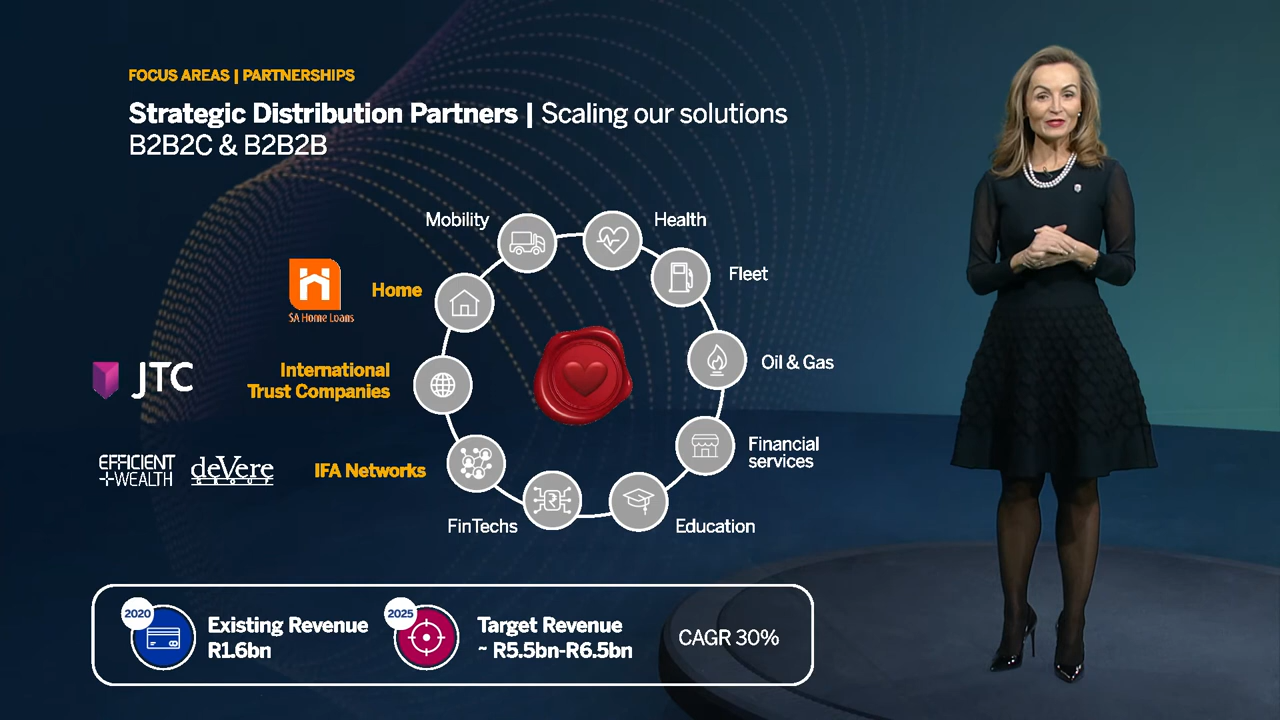 FOCUS AREAS | PARTNERSHIPS
Strategic Distribution Partners | Scaling our solutions
B2B2C & B2B2B
Mobility
Health
Fleet
Home
SA Home Loans
Oil & Gas
International
Trust Companies
JTC
Financial
services
IFA Networks
EFFICIENT
+WEALTH
deVere
FinTechs
Education
2020
Existing Revenue
R1.6bn
2025
Target Revenue
~ R5.5bn-R6.5bn
CAGR 30%